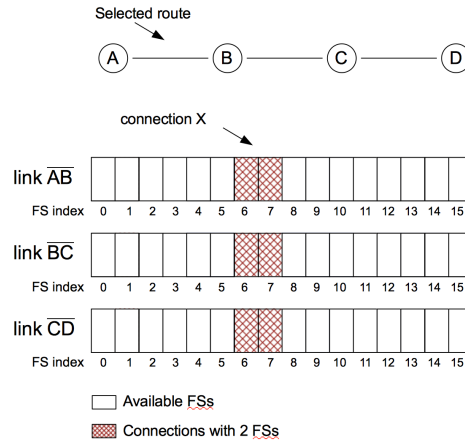 Selected route
A B C D
connection X
link AB
FS index 0 1 2 3 4 5 6 7 8 9 10 11 12 13 14 15
link BC
FS index 0 1 2 3 4 5 6 7 8 9 10 11 12 13 14 15
link CD
FS index 0 1 2 3 4 5 6 7 8 9 10 11 12 13 14 15
Available FSs
Connections with 2 FSs